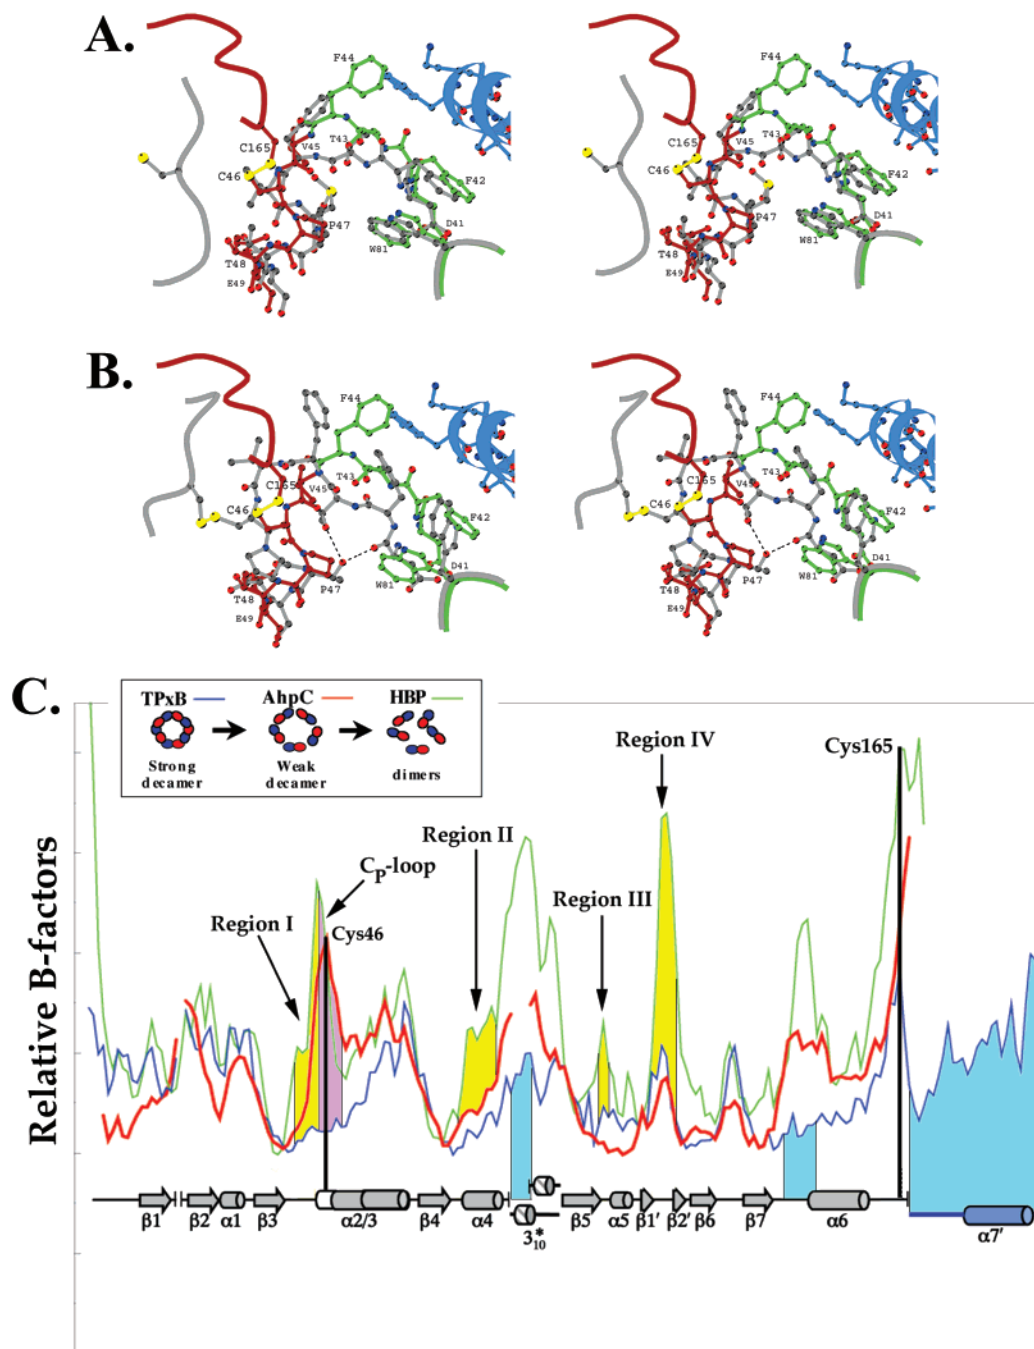 A.
F44
C165
V45
T43
C46
F42
P47
D41
W81
T48
E49
F44
C165
V45
T43
C46
F42
P47
D41
W81
T48
E49
B.
F44
T43
C165
V45
C46
F42
D41
P47
W81
T48
E49
F44
T43
C165
V45
C46
F42
D41
P47
W81
T48
E49
C.
TPxB
AhpC
HBP
Strong decamer
Weak decamer
dimers
Region IV
Cys165
Region II
CP-loop
Region III
Region I
Cys46
Relative B-factors
β1
β2
α1
β3
α2/3
β4
α4
3₁₀*
β5
α5
β1'
β2'
β6
β7
α6
α7'